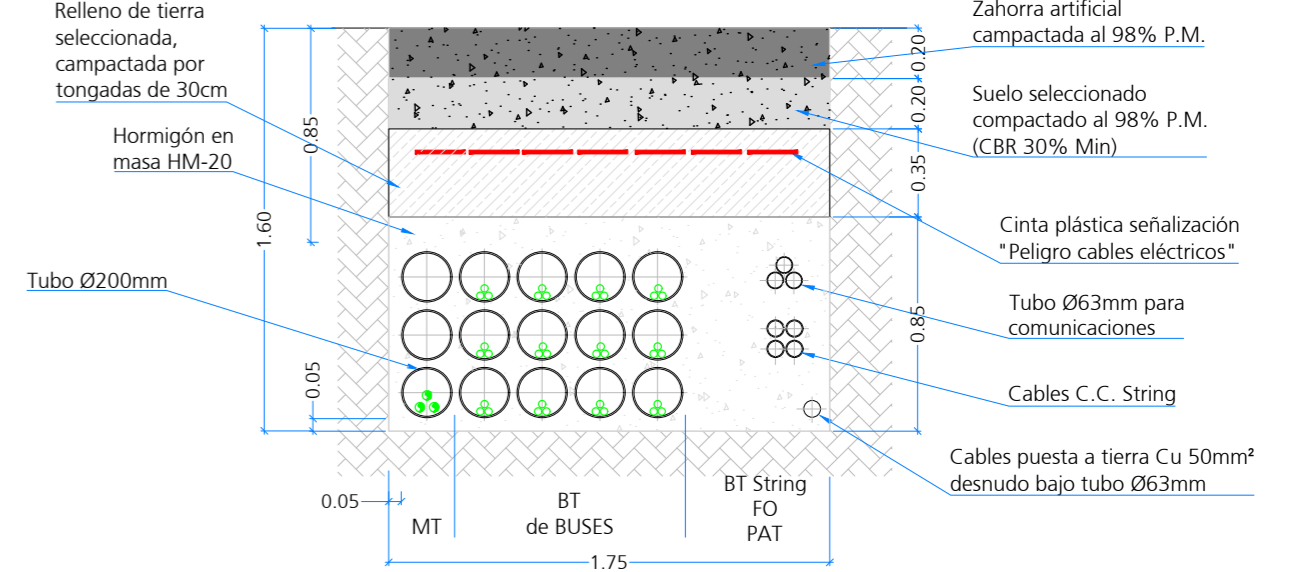 Relleno de tierra
seleccionada,
campactada por
tongadas de 30cm
Hormigón en
masa HM-20
Tubo Ø200mm
1.60
0.85
0.05
0.05
MT
BT
de BUSES
BT String
FO
PAT
1.75
Zahorra artificial
campactada al 98% P.M.
0.20
Suelo seleccionado
compactado al 98% P.M.
(CBR 30% Min)
0.20
0.35
Cinta plástica señalización
"Peligro cables eléctricos"
Tubo Ø63mm para
comunicaciones
0.85
Cables C.C. String
Cables puesta a tierra Cu 50mm²
desnudo bajo tubo Ø63mm